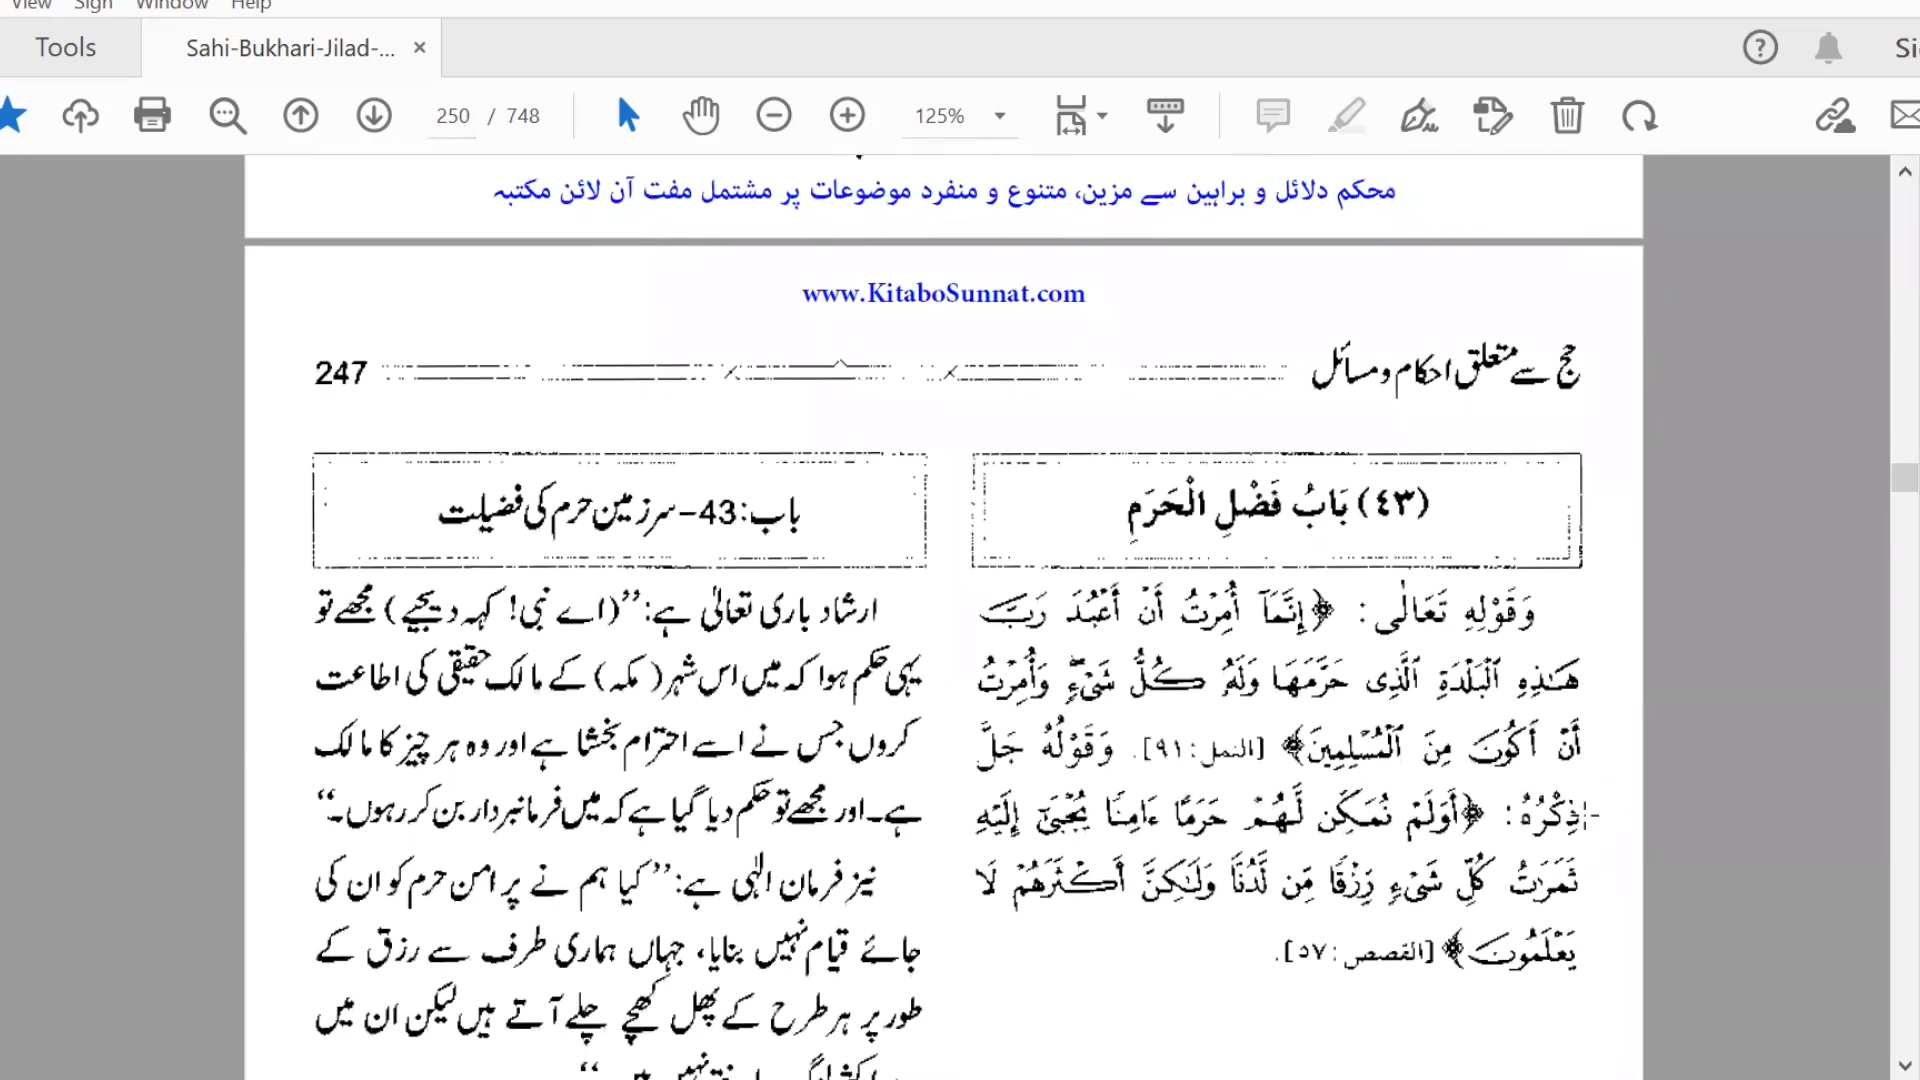 View Sign Window Help
Tools
Sahi-Bukhari-Jilad-...
250 / 748
125%
محکم دلائل و براہین سے مزین، متنوع و منفرد موضوعات پر مشتمل مفت آن لائن مکتبہ
www.KitaboSunnat.com
حج سے متعلق احکام و مسائل
247
(٤٣) بَابُ فَضْلِ الْحَرَمِ
وَقَوْلِهِ تَعَالٰى: ﴿إِنَّمَآ أُمِرْتُ أَنْ أَعْبُدَ رَبَّ
هَـٰذِهِ ٱلْبَلْدَةِ ٱلَّذِى حَرَّمَهَا وَلَهُۥ كُلُّ شَىْءٍ ۖ وَأُمِرْتُ
أَنْ أَكُونَ مِنَ ٱلْمُسْلِمِينَ﴾ [النمل: ٩١]. وَقَوْلُهُ جَلَّ
ذِكْرُهُ: ﴿أَوَلَمْ نُمَكِّن لَّهُمْ حَرَمًا ءَامِنًا يُجْبَىٰٓ إِلَيْهِ
ثَمَرَٰتُ كُلِّ شَىْءٍ رِّزْقًا مِّن لَّدُنَّا وَلَـٰكِنَّ أَكْثَرَهُمْ لَا
يَعْلَمُونَ﴾ [القصص: ٥٧].
باب: 43- سرزمین حرم کی فضیلت
ارشاد باری تعالیٰ ہے: ’’(اے نبی! کہہ دیجیے) مجھے تو
یہی حکم ہوا کہ میں اس شہر (مکہ) کے مالک حقیقی کی اطاعت
کروں جس نے اسے احترام بخشا ہے اور وہ ہر چیز کا مالک
ہے۔ اور مجھے تو حکم دیا گیا ہے کہ میں فرمانبردار بن کر رہوں۔‘‘
نیز فرمان الٰہی ہے: ’’کیا ہم نے پر امن حرم کو ان کی
جائے قیام نہیں بنایا، جہاں ہماری طرف سے رزق کے
طور پر ہر طرح کے پھل کھچے چلے آتے ہیں لیکن ان میں